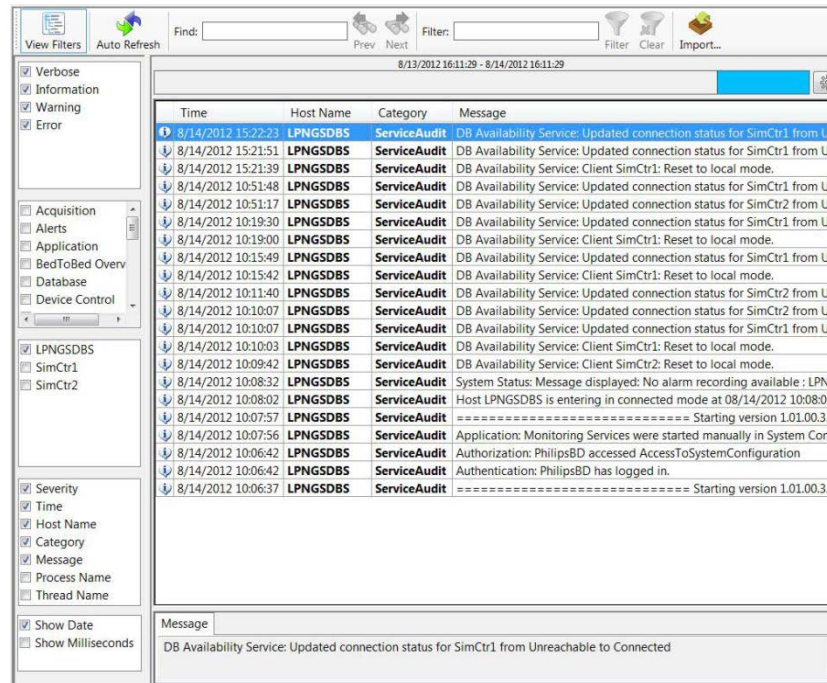 View Filters
Auto Refresh
Find:
Prev
Next
Filter:
Filter
Clear
Import...
8/13/2012 16:11:29 - 8/14/2012 16:11:29
Verbose
Information
Warning
Error
Acquisition
Alerts
Application
BedToBed Overv
Database
Device Control
LPNGSDBS
SimCtr1
SimCtr2
Severity
Time
Host Name
Category
Message
Process Name
Thread Name
Show Date
Show Milliseconds
Time Host Name Category Message
8/14/2012 15:22:23 LPNGSDBS ServiceAudit DB Availability Service: Updated connection status for SimCtr1 from U
8/14/2012 15:21:51 LPNGSDBS ServiceAudit DB Availability Service: Updated connection status for SimCtr1 from U
8/14/2012 15:21:39 LPNGSDBS ServiceAudit DB Availability Service: Client SimCtr1: Reset to local mode.
8/14/2012 10:51:48 LPNGSDBS ServiceAudit DB Availability Service: Updated connection status for SimCtr1 from U
8/14/2012 10:51:17 LPNGSDBS ServiceAudit DB Availability Service: Updated connection status for SimCtr2 from U
8/14/2012 10:19:30 LPNGSDBS ServiceAudit DB Availability Service: Updated connection status for SimCtr1 from U
8/14/2012 10:19:00 LPNGSDBS ServiceAudit DB Availability Service: Client SimCtr1: Reset to local mode.
8/14/2012 10:15:49 LPNGSDBS ServiceAudit DB Availability Service: Updated connection status for SimCtr1 from U
8/14/2012 10:15:42 LPNGSDBS ServiceAudit DB Availability Service: Client SimCtr1: Reset to local mode.
8/14/2012 10:11:40 LPNGSDBS ServiceAudit DB Availability Service: Updated connection status for SimCtr2 from U
8/14/2012 10:10:07 LPNGSDBS ServiceAudit DB Availability Service: Updated connection status for SimCtr2 from U
8/14/2012 10:10:07 LPNGSDBS ServiceAudit DB Availability Service: Updated connection status for SimCtr1 from U
8/14/2012 10:10:03 LPNGSDBS ServiceAudit DB Availability Service: Client SimCtr1: Reset to local mode.
8/14/2012 10:09:42 LPNGSDBS ServiceAudit DB Availability Service: Client SimCtr2: Reset to local mode.
8/14/2012 10:08:32 LPNGSDBS ServiceAudit System Status: Message displayed: No alarm recording available : LPN
8/14/2012 10:08:02 LPNGSDBS ServiceAudit Host LPNGSDBS is entering in connected mode at 08/14/2012 10:08:0
8/14/2012 10:07:57 LPNGSDBS ServiceAudit ============================= Starting version 1.01.00.3
8/14/2012 10:07:56 LPNGSDBS ServiceAudit Application: Monitoring Services were started manually in System Con
8/14/2012 10:06:42 LPNGSDBS ServiceAudit Authorization: PhilipsBD accessed AccessToSystemConfiguration
8/14/2012 10:06:42 LPNGSDBS ServiceAudit Authentication: PhilipsBD has logged in.
8/14/2012 10:06:37 LPNGSDBS ServiceAudit ============================= Starting version 1.01.00.3
Message
DB Availability Service: Updated connection status for SimCtr1 from Unreachable to Connected